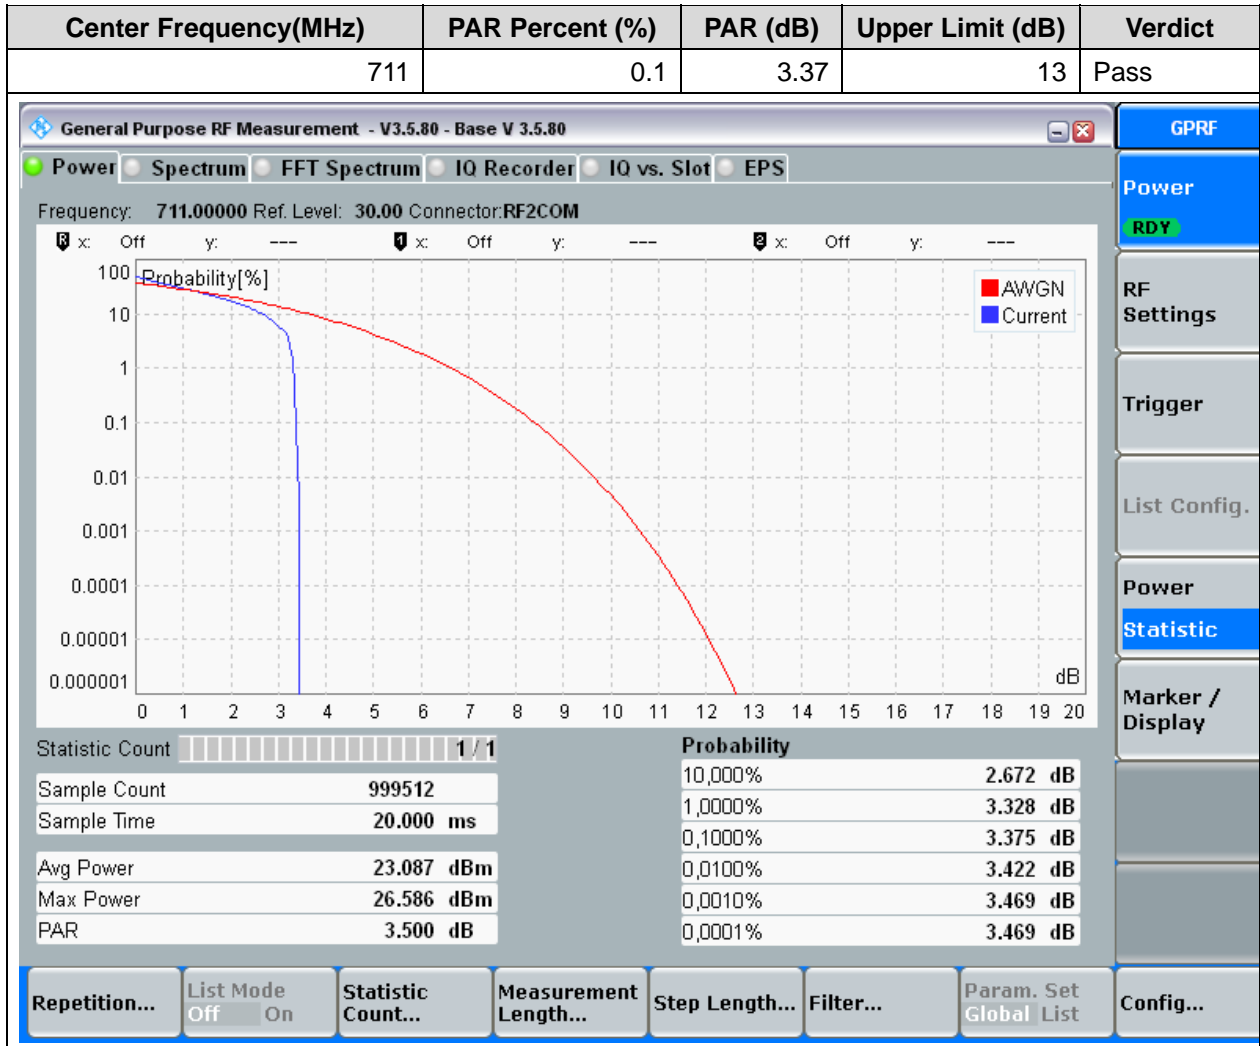 Center Frequency(MHz) PAR Percent (%) PAR (dB) Upper Limit (dB) Verdict
711 0.1 3.37 13 Pass
General Purpose RF Measurement - V3.5.80 - Base V 3.5.80
GPRF
Power Spectrum FFT Spectrum IQ Recorder IQ vs. Slot EPS
Power
RDY
Frequency: 711.00000 Ref. Level: 30.00 Connector:RF2COM
R x: Off y: --- 1 x: Off y: --- 2 x: Off y: ---
Probability[%]
AWGN
Current
100
10
1
0.1
0.01
0.001
0.0001
0.00001
0.000001
dB
0 1 2 3 4 5 6 7 8 9 10 11 12 13 14 15 16 17 18 19 20
RF
Settings
Trigger
List Config.
Power
Statistic
Marker /
Display
Statistic Count 1 / 1
Sample Count 999512
Sample Time 20.000 ms
Avg Power 23.087 dBm
Max Power 26.586 dBm
PAR 3.500 dB
Probability
10,000% 2.672 dB
1,0000% 3.328 dB
0,1000% 3.375 dB
0,0100% 3.422 dB
0,0010% 3.469 dB
0,0001% 3.469 dB
Repetition...
List Mode
Off On
Statistic
Count...
Measurement
Length...
Step Length...
Filter...
Param. Set
Global List
Config...